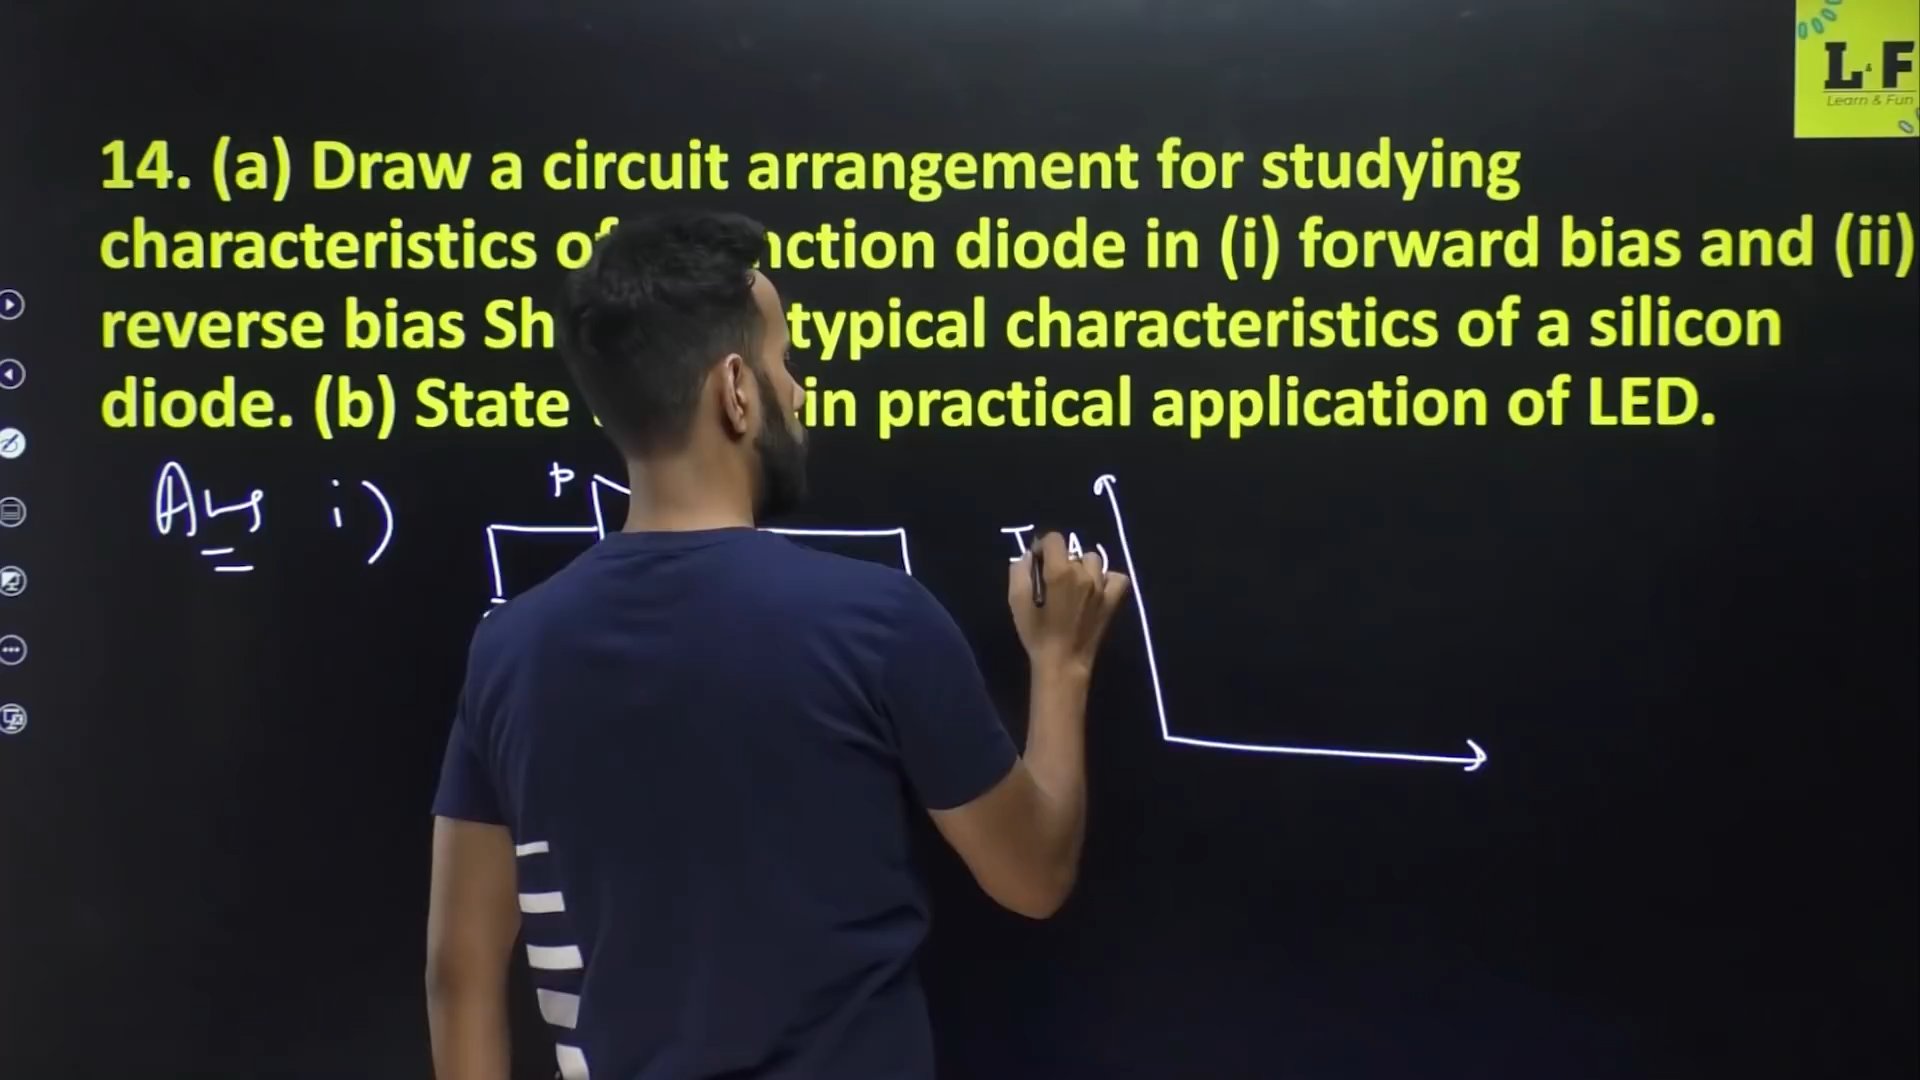 L&F
Learn & Fun
14. (a) Draw a circuit arrangement for studying
characteristics of nction diode in (i) forward bias and (ii)
reverse bias Sh typical characteristics of a silicon
diode. (b) State in practical application of LED.
Ans i)
p
I A)